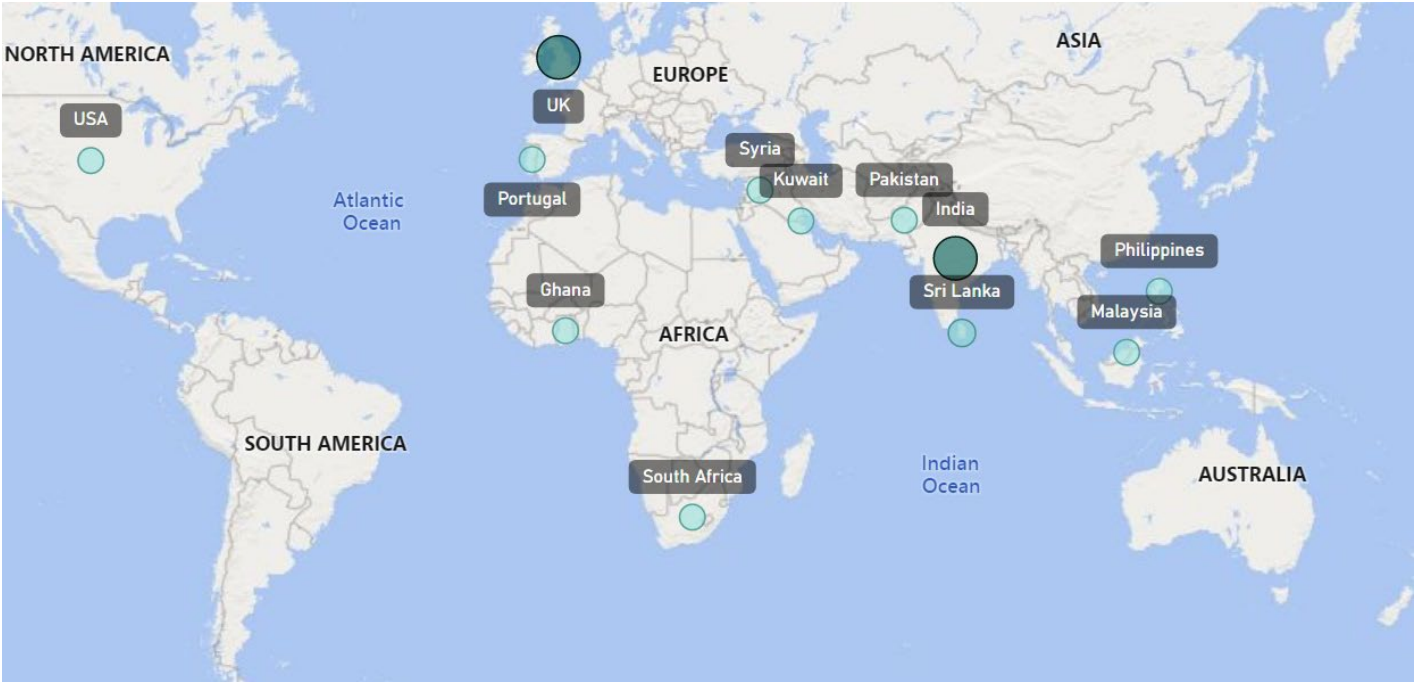 NORTH AMERICA
ASIA
EUROPE
UK
USA
Syria
Kuwait
Pakistan
Portugal
India
Atlantic
Ocean
Philippines
Ghana
Sri Lanka
Malaysia
AFRICA
SOUTH AMERICA
Indian
Ocean
South Africa
AUSTRALIA